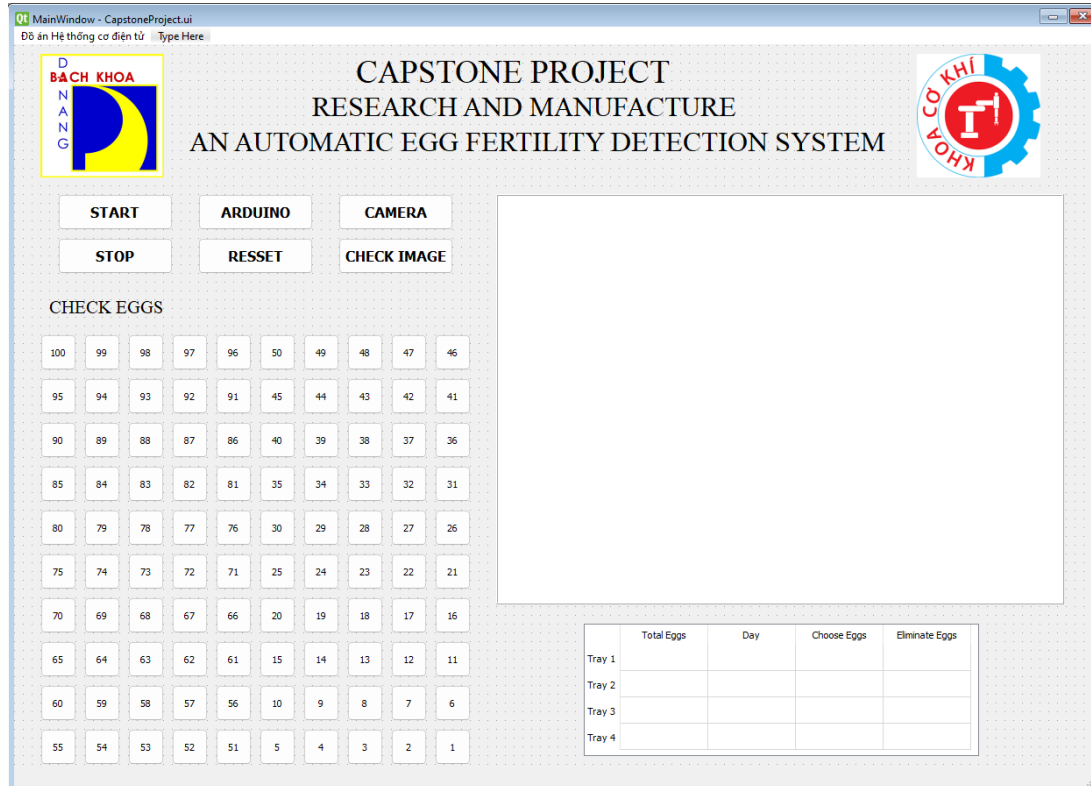 MainWindow - CapstoneProject.ui
Đồ án Hệ thống cơ điện tử Type Here
DANANG
BACH KHOA
CAPSTONE PROJECT
RESEARCH AND MANUFACTURE
AN AUTOMATIC EGG FERTILITY DETECTION SYSTEM
KHOA CƠ KHÍ
START ARDUINO CAMERA
STOP RESSET CHECK IMAGE
CHECK EGGS
100 99 98 97 96 50 49 48 47 46
95 94 93 92 91 45 44 43 42 41
90 89 88 87 86 40 39 38 37 36
85 84 83 82 81 35 34 33 32 31
80 79 78 77 76 30 29 28 27 26
75 74 73 72 71 25 24 23 22 21
70 69 68 67 66 20 19 18 17 16
65 64 63 62 61 15 14 13 12 11
60 59 58 57 56 10 9 8 7 6
55 54 53 52 51 5 4 3 2 1
Total Eggs Day Choose Eggs Eliminate Eggs
Tray 1
Tray 2
Tray 3
Tray 4